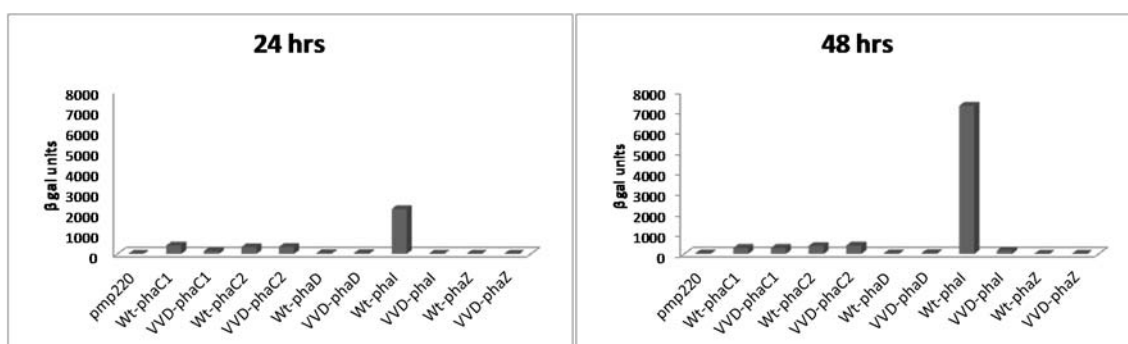 24 hrs
β gal units
8000
7000
6000
5000
4000
3000
2000
1000
0
pmp220
Wt-phaC1
VVD-phaC1
Wt-phaC2
VVD-phaC2
Wt-phaD
VVD-phaD
Wt-phaI
VVD-phaI
Wt-phaZ
VVD-phaZ
48 hrs
β gal units
8000
7000
6000
5000
4000
3000
2000
1000
0
pmp220
Wt-phaC1
VVD-phaC1
Wt-phaC2
VVD-phaC2
Wt-phaD
VVD-phaD
Wt-phaI
VVD-phaI
Wt-phaZ
VVD-phaZ